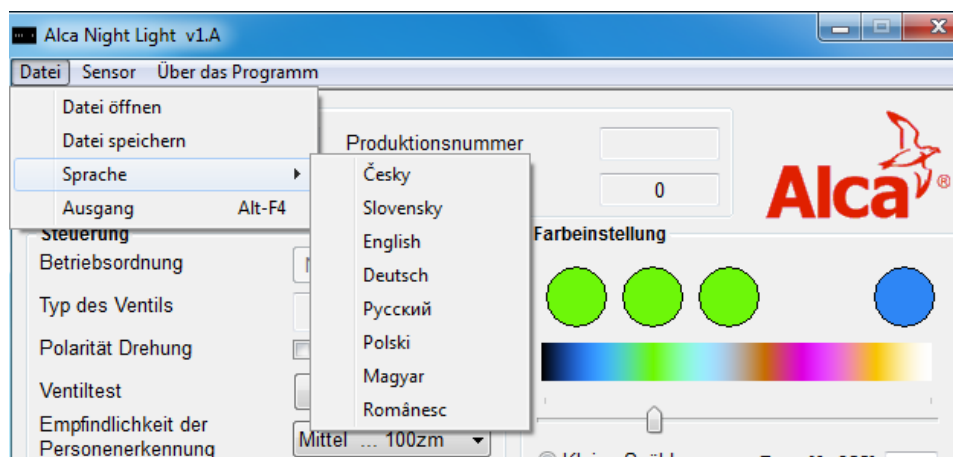 Alca Night Light v1.A
Datei Sensor Über das Programm
Datei öffnen
Datei speichern
Sprache
Ausgang Alt-F4
Česky
Slovensky
English
Deutsch
Русский
Polski
Magyar
Românesc
Produktionsnummer
0
Alca®
Steuerung
Betriebsordnung
Typ des Ventils
Polarität Drehung
Ventiltest
Empfindlichkeit der
Personenerkennung
Mittel ... 100zm
Farbeinstellung